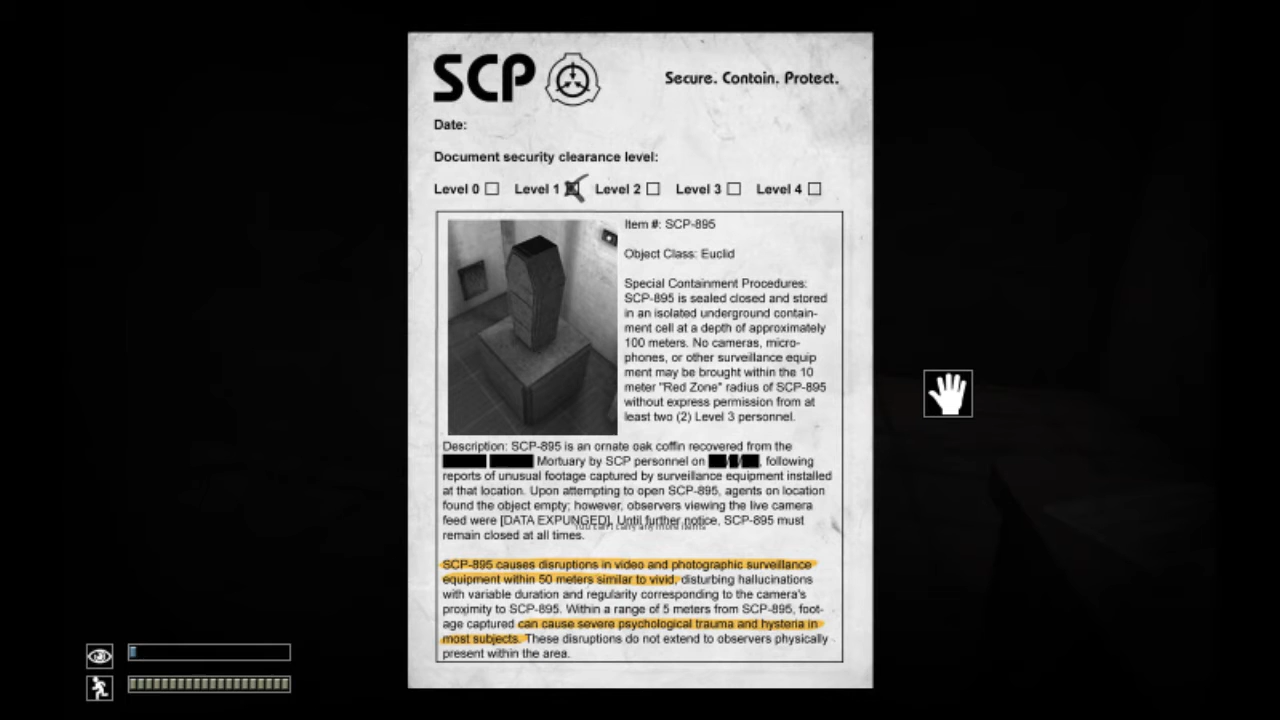 SCP
Secure. Contain. Protect.
Date:
Document security clearance level:
Level 0 Level 1 Level 2 Level 3 Level 4
Item #: SCP-895
Object Class: Euclid
Special Containment Procedures:
SCP-895 is sealed closed and stored
in an isolated underground contain-
ment cell at a depth of approximately
100 meters. No cameras, micro-
phones, or other surveillance equip
ment may be brought within the 10
meter "Red Zone" radius of SCP-895
without express permission from at
least two (2) Level 3 personnel.
Description: SCP-895 is an ornate oak coffin recovered from the
Mortuary by SCP personnel on / / , following
reports of unusual footage captured by surveillance equipment installed
at that location. Upon attempting to open SCP-895, agents on location
found the object empty; however, observers viewing the live camera
feed were [DATA EXPUNGED]. Until further notice, SCP-895 must
You can't carry any more items
remain closed at all times.
SCP-895 causes disruptions in video and photographic surveillance
equipment within 50 meters similar to vivid, disturbing hallucinations
with variable duration and regularity corresponding to the camera's
proximity to SCP-895. Within a range of 5 meters from SCP-895, foot-
age captured can cause severe psychological trauma and hysteria in
most subjects. These disruptions do not extend to observers physically
present within the area.